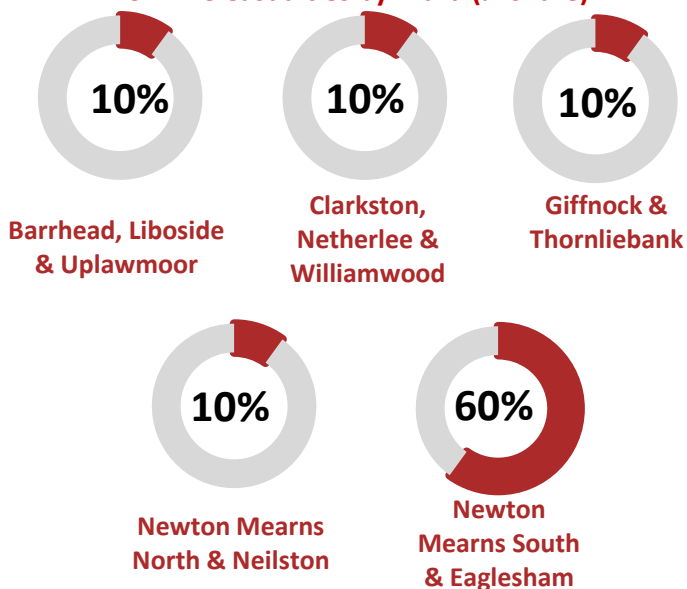 10%
10%
10%
Barrhead, Liboside
& Uplawmoor
Clarkston,
Netherlee &
Williamwood
Giffnock &
Thornliebank
10%
60%
Newton Mearns
North & Neilston
Newton
Mearns South
& Eaglesham